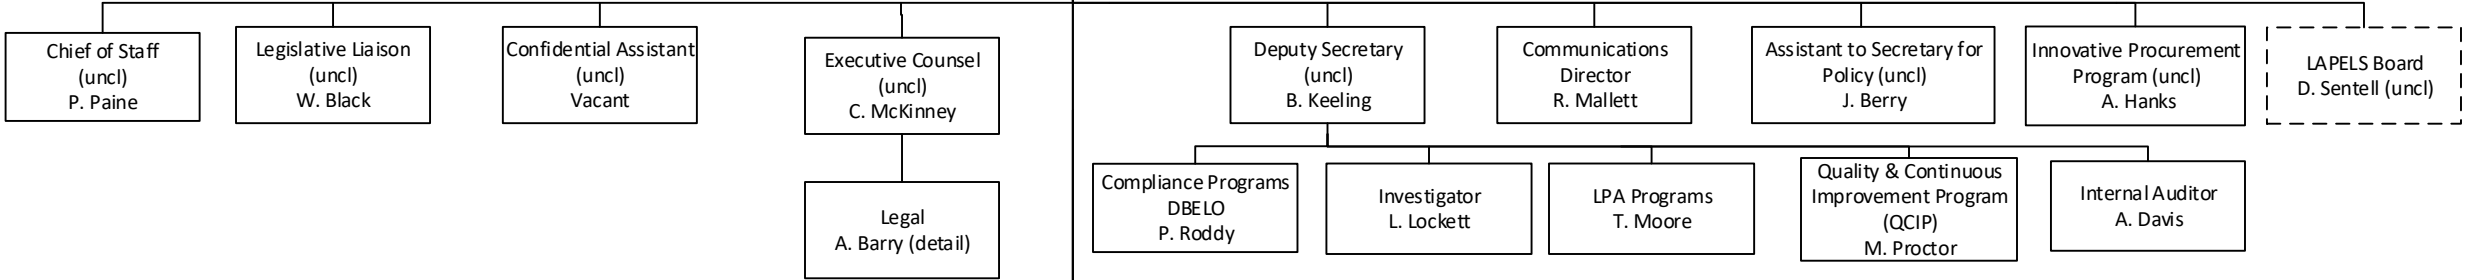 Chief of Staff
(uncl)
P. Paine
Legislative Liaison
(uncl)
W. Black
Confidential Assistant
(uncl)
Vacant
Executive Counsel
(uncl)
C. McKinney
Deputy Secretary
(uncl)
B. Keeling
Communications
Director
R. Mallett
Assistant to Secretary for
Policy (uncl)
J. Berry
Innovative Procurement
Program (uncl)
A. Hanks
LAPELS Board
D. Sentell (uncl)
Legal
A. Barry (detail)
Compliance Programs
DBELO
P. Roddy
Investigator
L. Lockett
LPA Programs
T. Moore
Quality & Continuous
Improvement Program
(QCIP)
M. Proctor
Internal Auditor
A. Davis